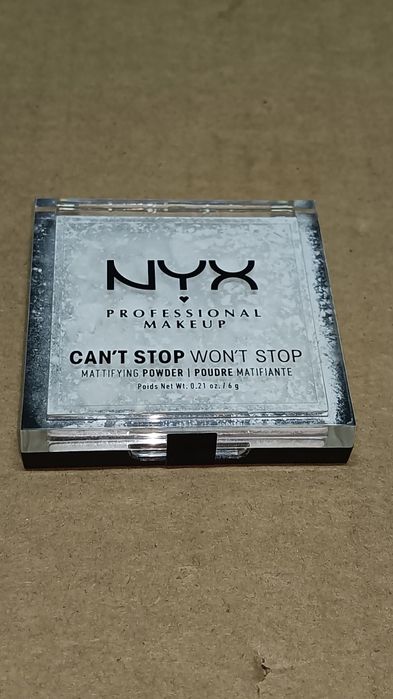 NYX
PROFESSIONAL
MAKEUP
CAN'T STOP WON'T STOP
MATTIFYING POWDER | POUDRE MATIFIANTE
Poids Net Wt. 0.21 oz. / 6 g